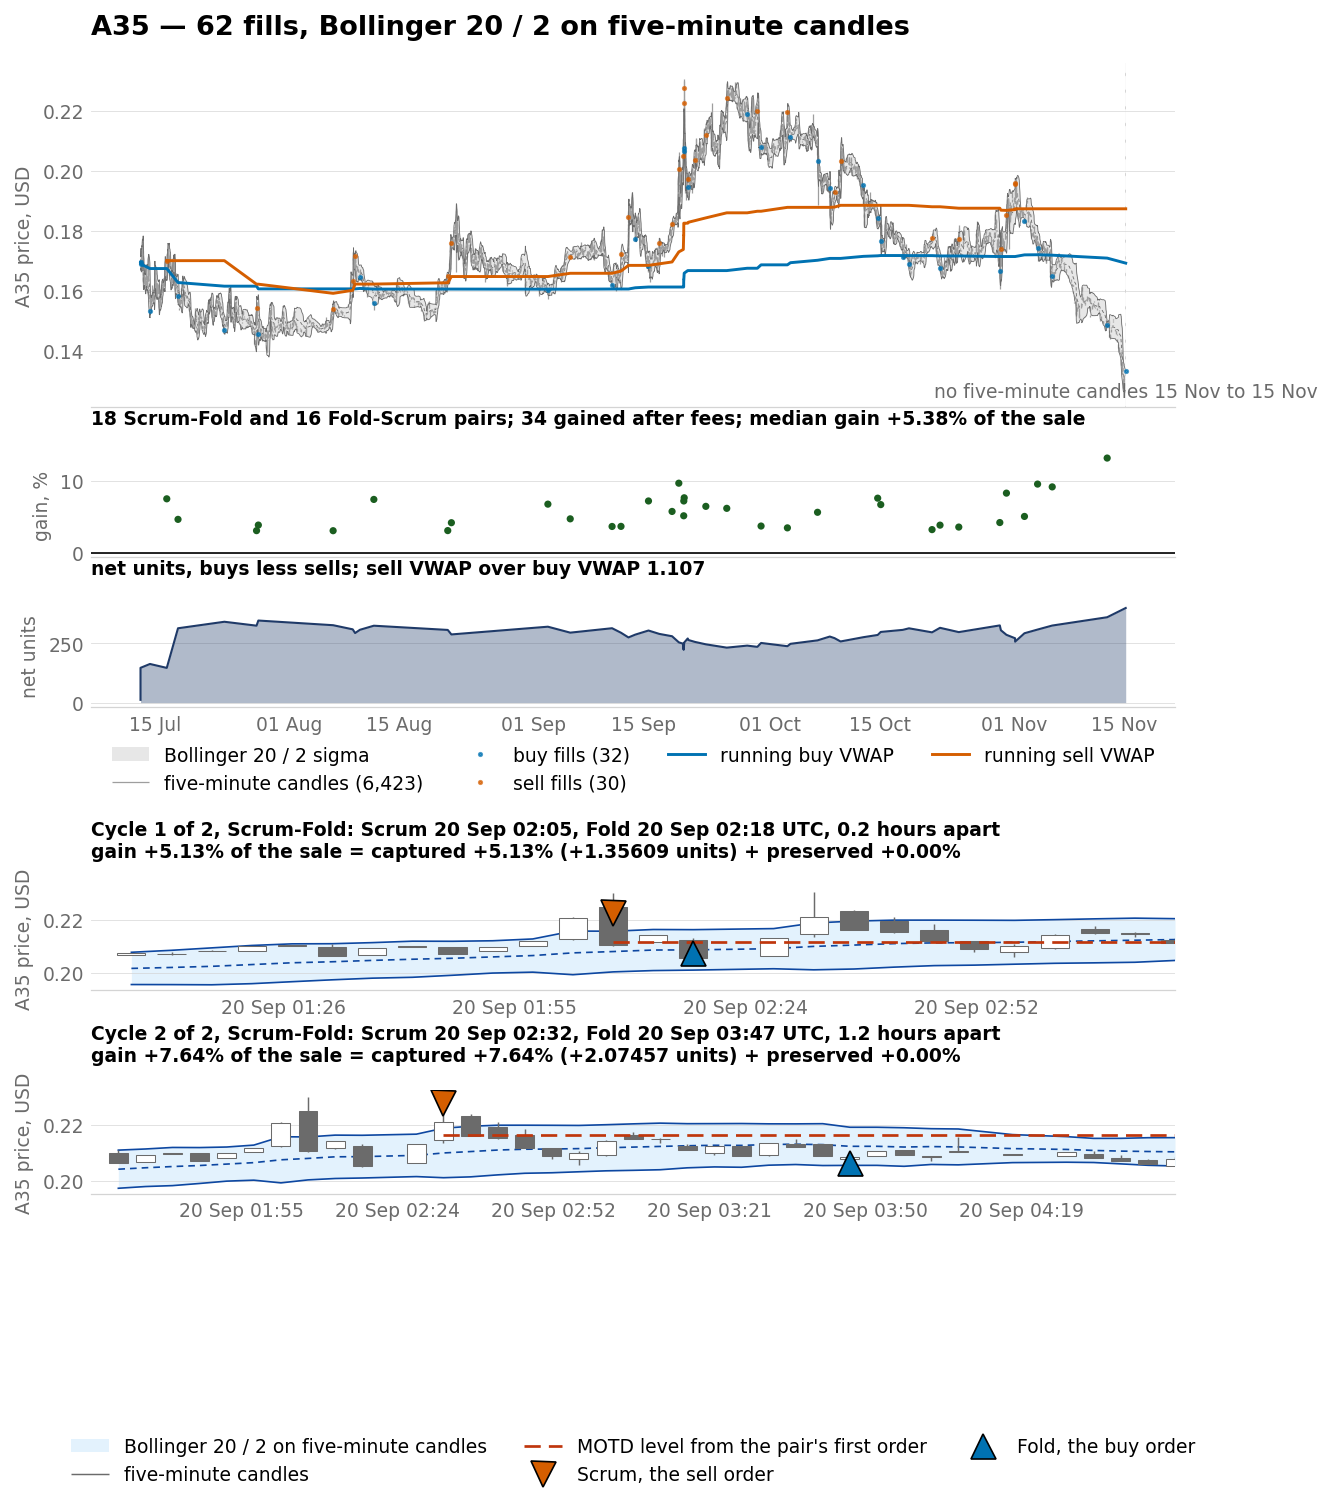 A35 — 62 fills, Bollinger 20 / 2 on five-minute candles
A35 price, USD
0.22
0.20
0.18
0.16
0.14
no five-minute candles 15 Nov to 15 Nov
18 Scrum-Fold and 16 Fold-Scrum pairs; 34 gained after fees; median gain +5.38% of the sale
gain, %
10
0
net units, buys less sells; sell VWAP over buy VWAP 1.107
net units
250
0
15 Jul 01 Aug 15 Aug 01 Sep 15 Sep 01 Oct 15 Oct 01 Nov 15 Nov
Bollinger 20 / 2 sigma buy fills (32) running buy VWAP running sell VWAP
five-minute candles (6,423) sell fills (30)
Cycle 1 of 2, Scrum-Fold: Scrum 20 Sep 02:05, Fold 20 Sep 02:18 UTC, 0.2 hours apart
gain +5.13% of the sale = captured +5.13% (+1.35609 units) + preserved +0.00%
A35 price, USD
0.22
0.20
20 Sep 01:26 20 Sep 01:55 20 Sep 02:24 20 Sep 02:52
Cycle 2 of 2, Scrum-Fold: Scrum 20 Sep 02:32, Fold 20 Sep 03:47 UTC, 1.2 hours apart
gain +7.64% of the sale = captured +7.64% (+2.07457 units) + preserved +0.00%
A35 price, USD
0.22
0.20
20 Sep 01:55 20 Sep 02:24 20 Sep 02:52 20 Sep 03:21 20 Sep 03:50 20 Sep 04:19
Bollinger 20 / 2 on five-minute candles MOTD level from the pair's first order Fold, the buy order
five-minute candles Scrum, the sell order